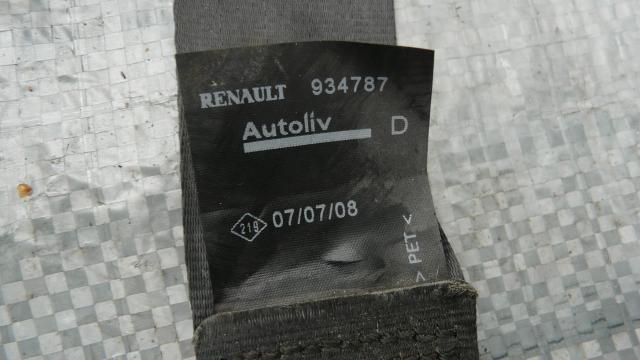 RENAULT 934787
Autoliv D
219 07/07/08
> PET <